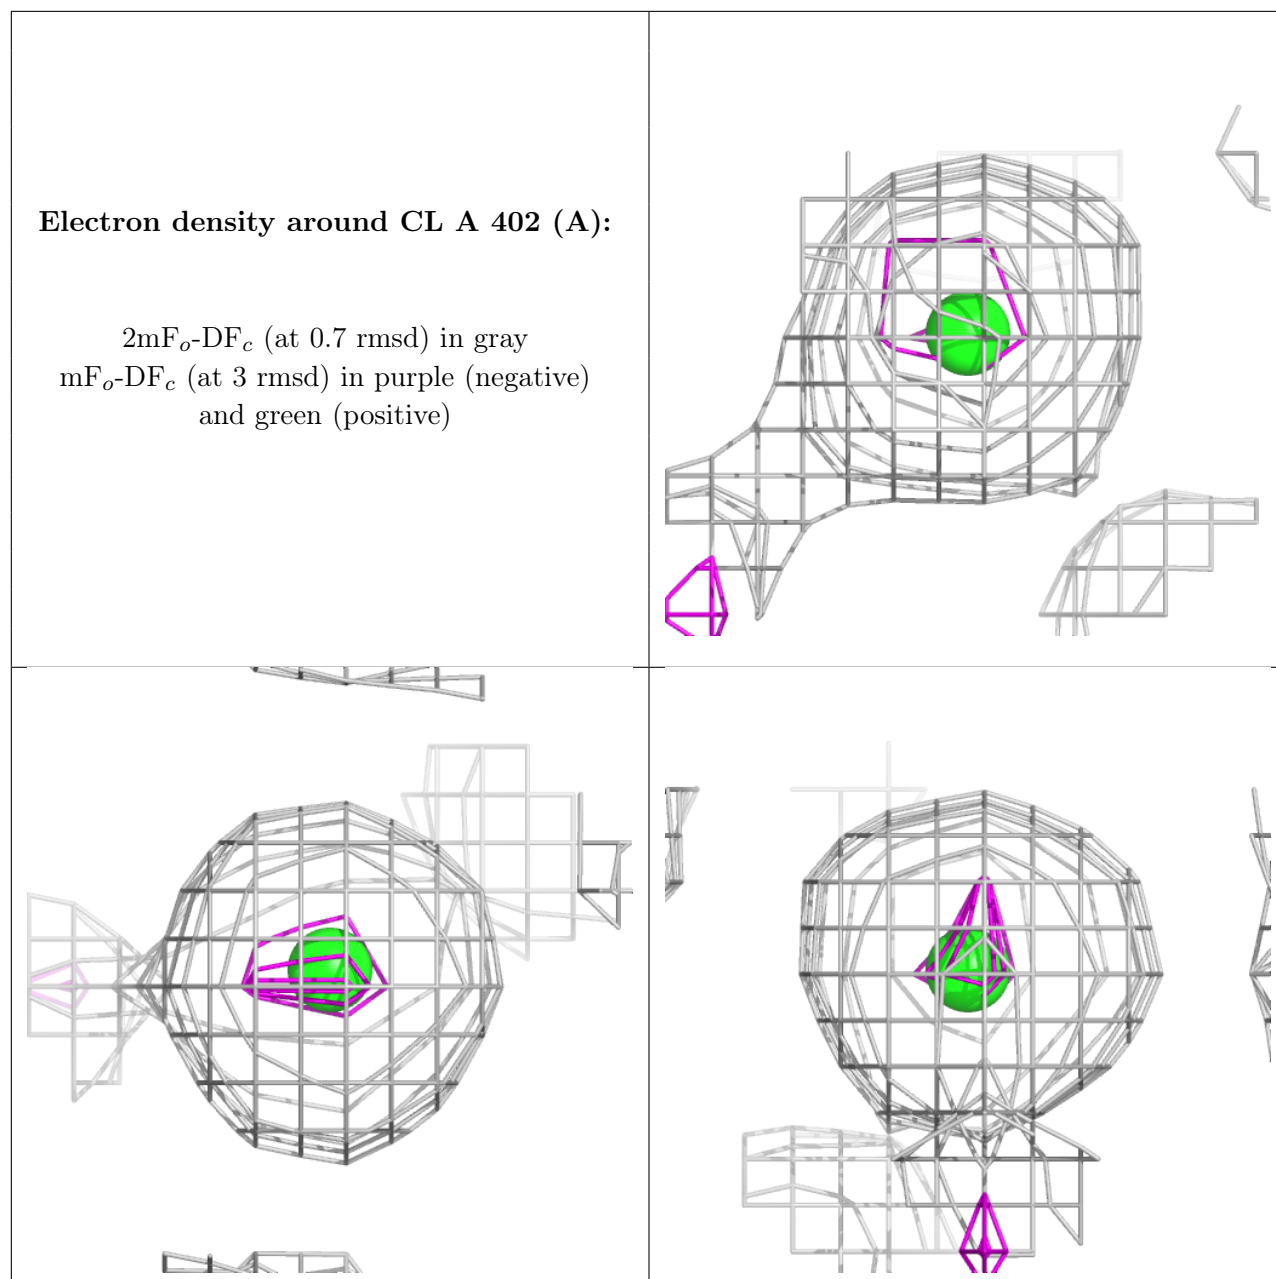 Electron density around CL A 402 (A):
2mFo-DFc (at 0.7 rmsd) in gray
mFo-DFc (at 3 rmsd) in purple (negative)
and green (positive)